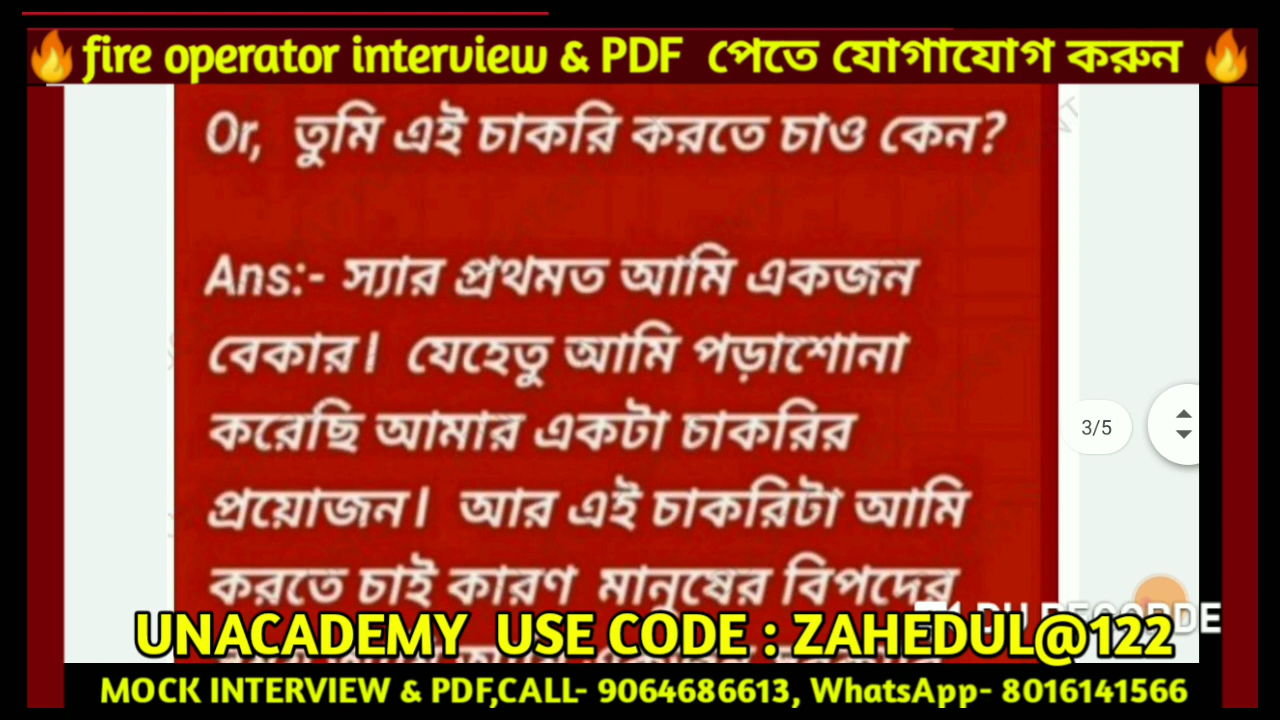 🔥fire operator interview & PDF পেতে যোগাযোগ করুন 🔥
Or, তুমি এই চাকরি করতে চাও কেন?
Ans:- স্যার প্রথমত আমি একজন
বেকার। যেহেতু আমি পড়াশোনা
করেছি আমার একটা চাকরির
প্রয়োজন। আর এই চাকরিটা আমি
3/5
করতে চাই কারণ মানুষের বিপদের
UNACADEMY USE CODE : ZAHEDUL@122
MOCK INTERVIEW & PDF,CALL- 9064686613, WhatsApp- 8016141566